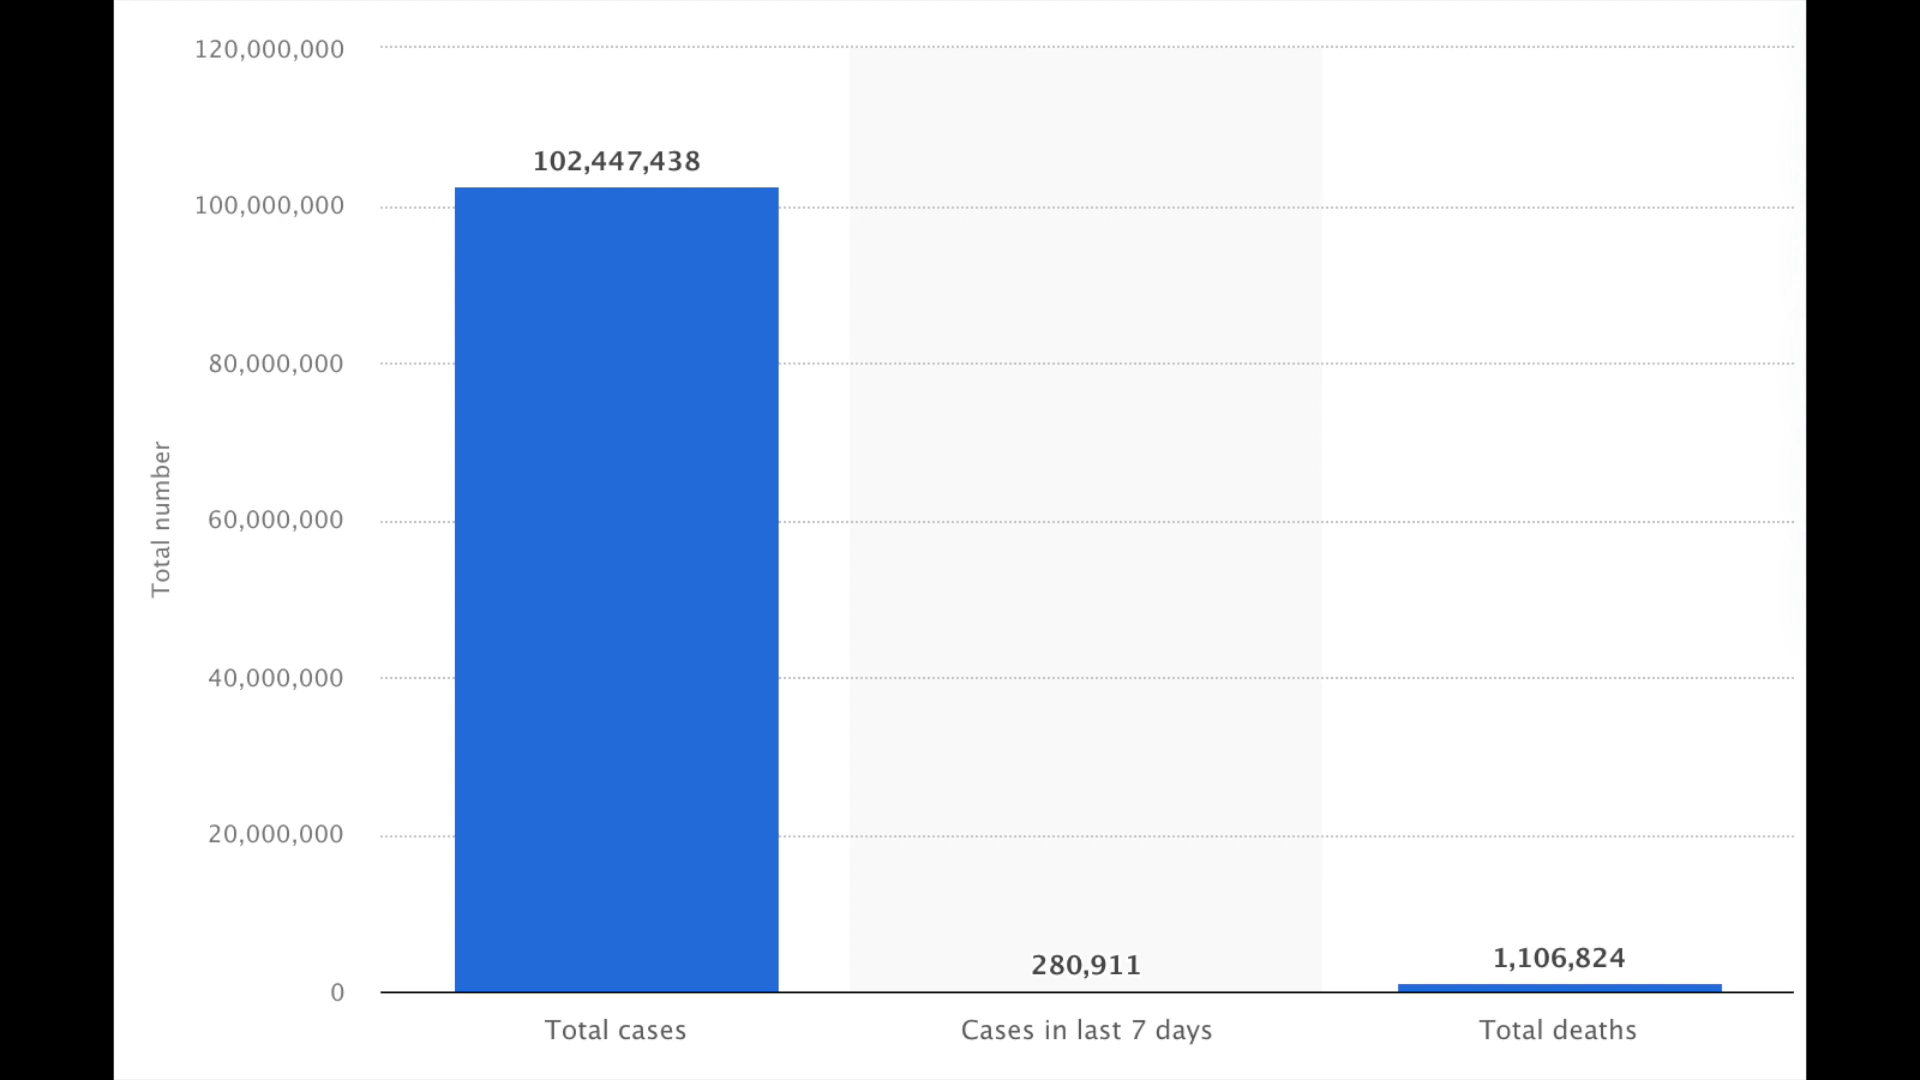 120,000,000
102,447,438
100,000,000
80,000,000
60,000,000
Total number
40,000,000
20,000,000
280,911
1,106,824
0
Total cases
Cases in last 7 days
Total deaths